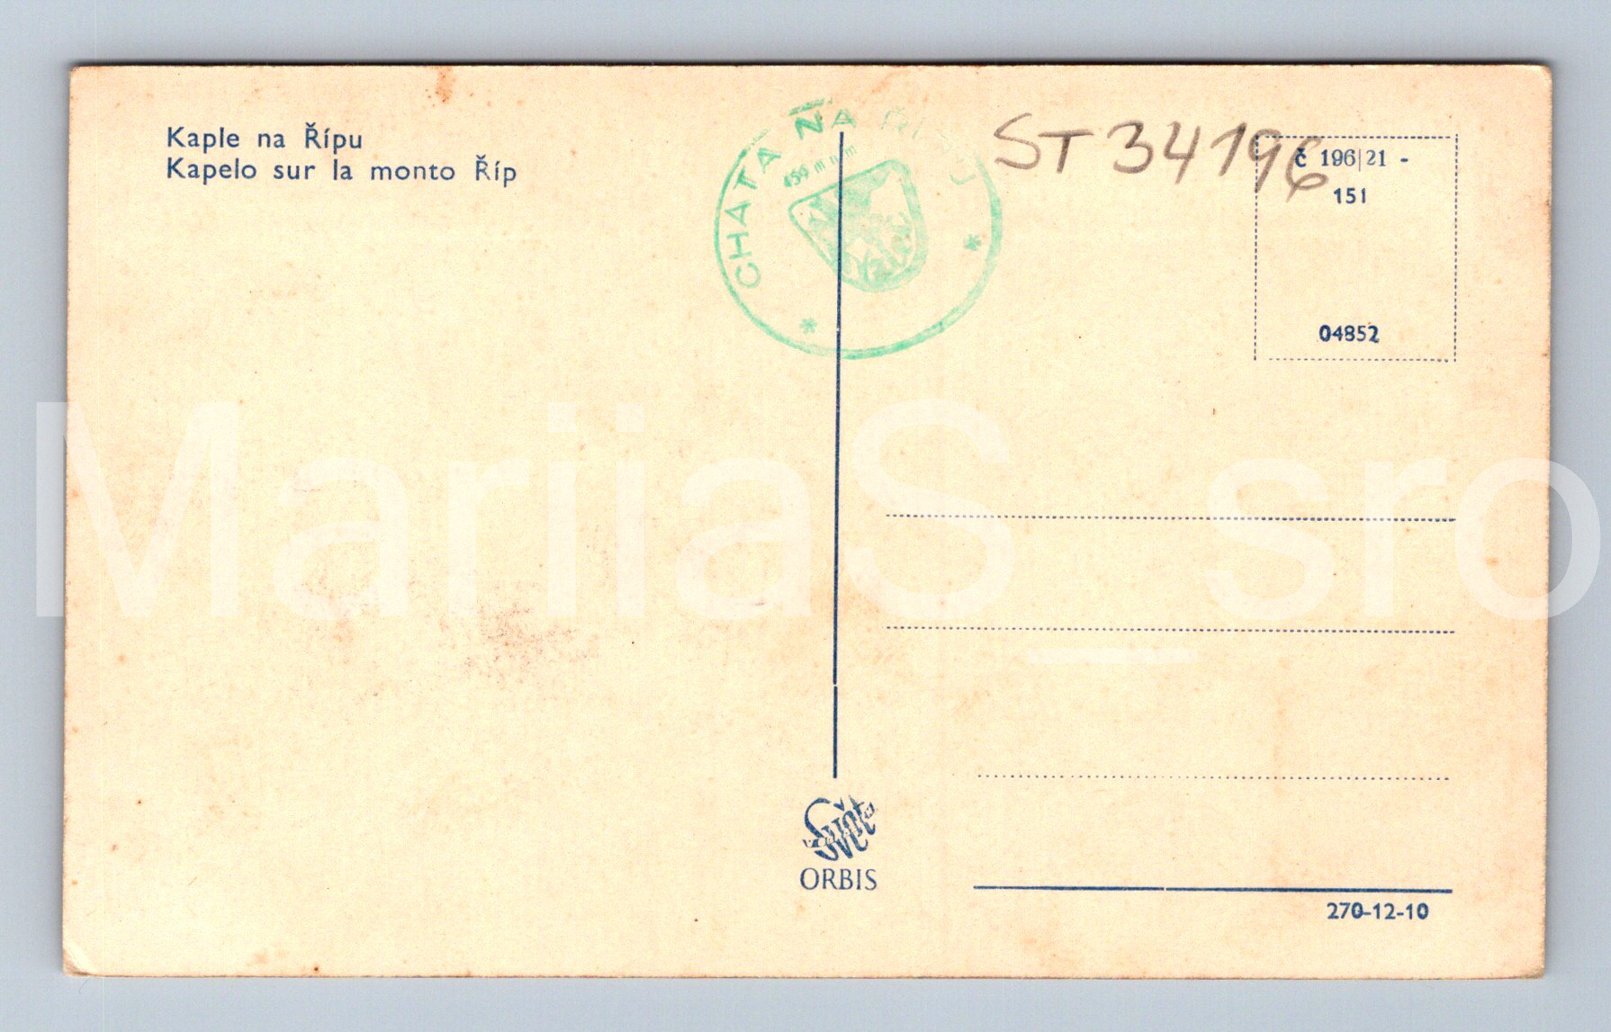 Kaple na Řípu
Kapelo sur la monto Říp
CHATA NA ŘÍPU
459 m n m
ST 34196
č 196|21 -
151
04852
MariiaS_sro
Svět
ORBIS
270-12-10